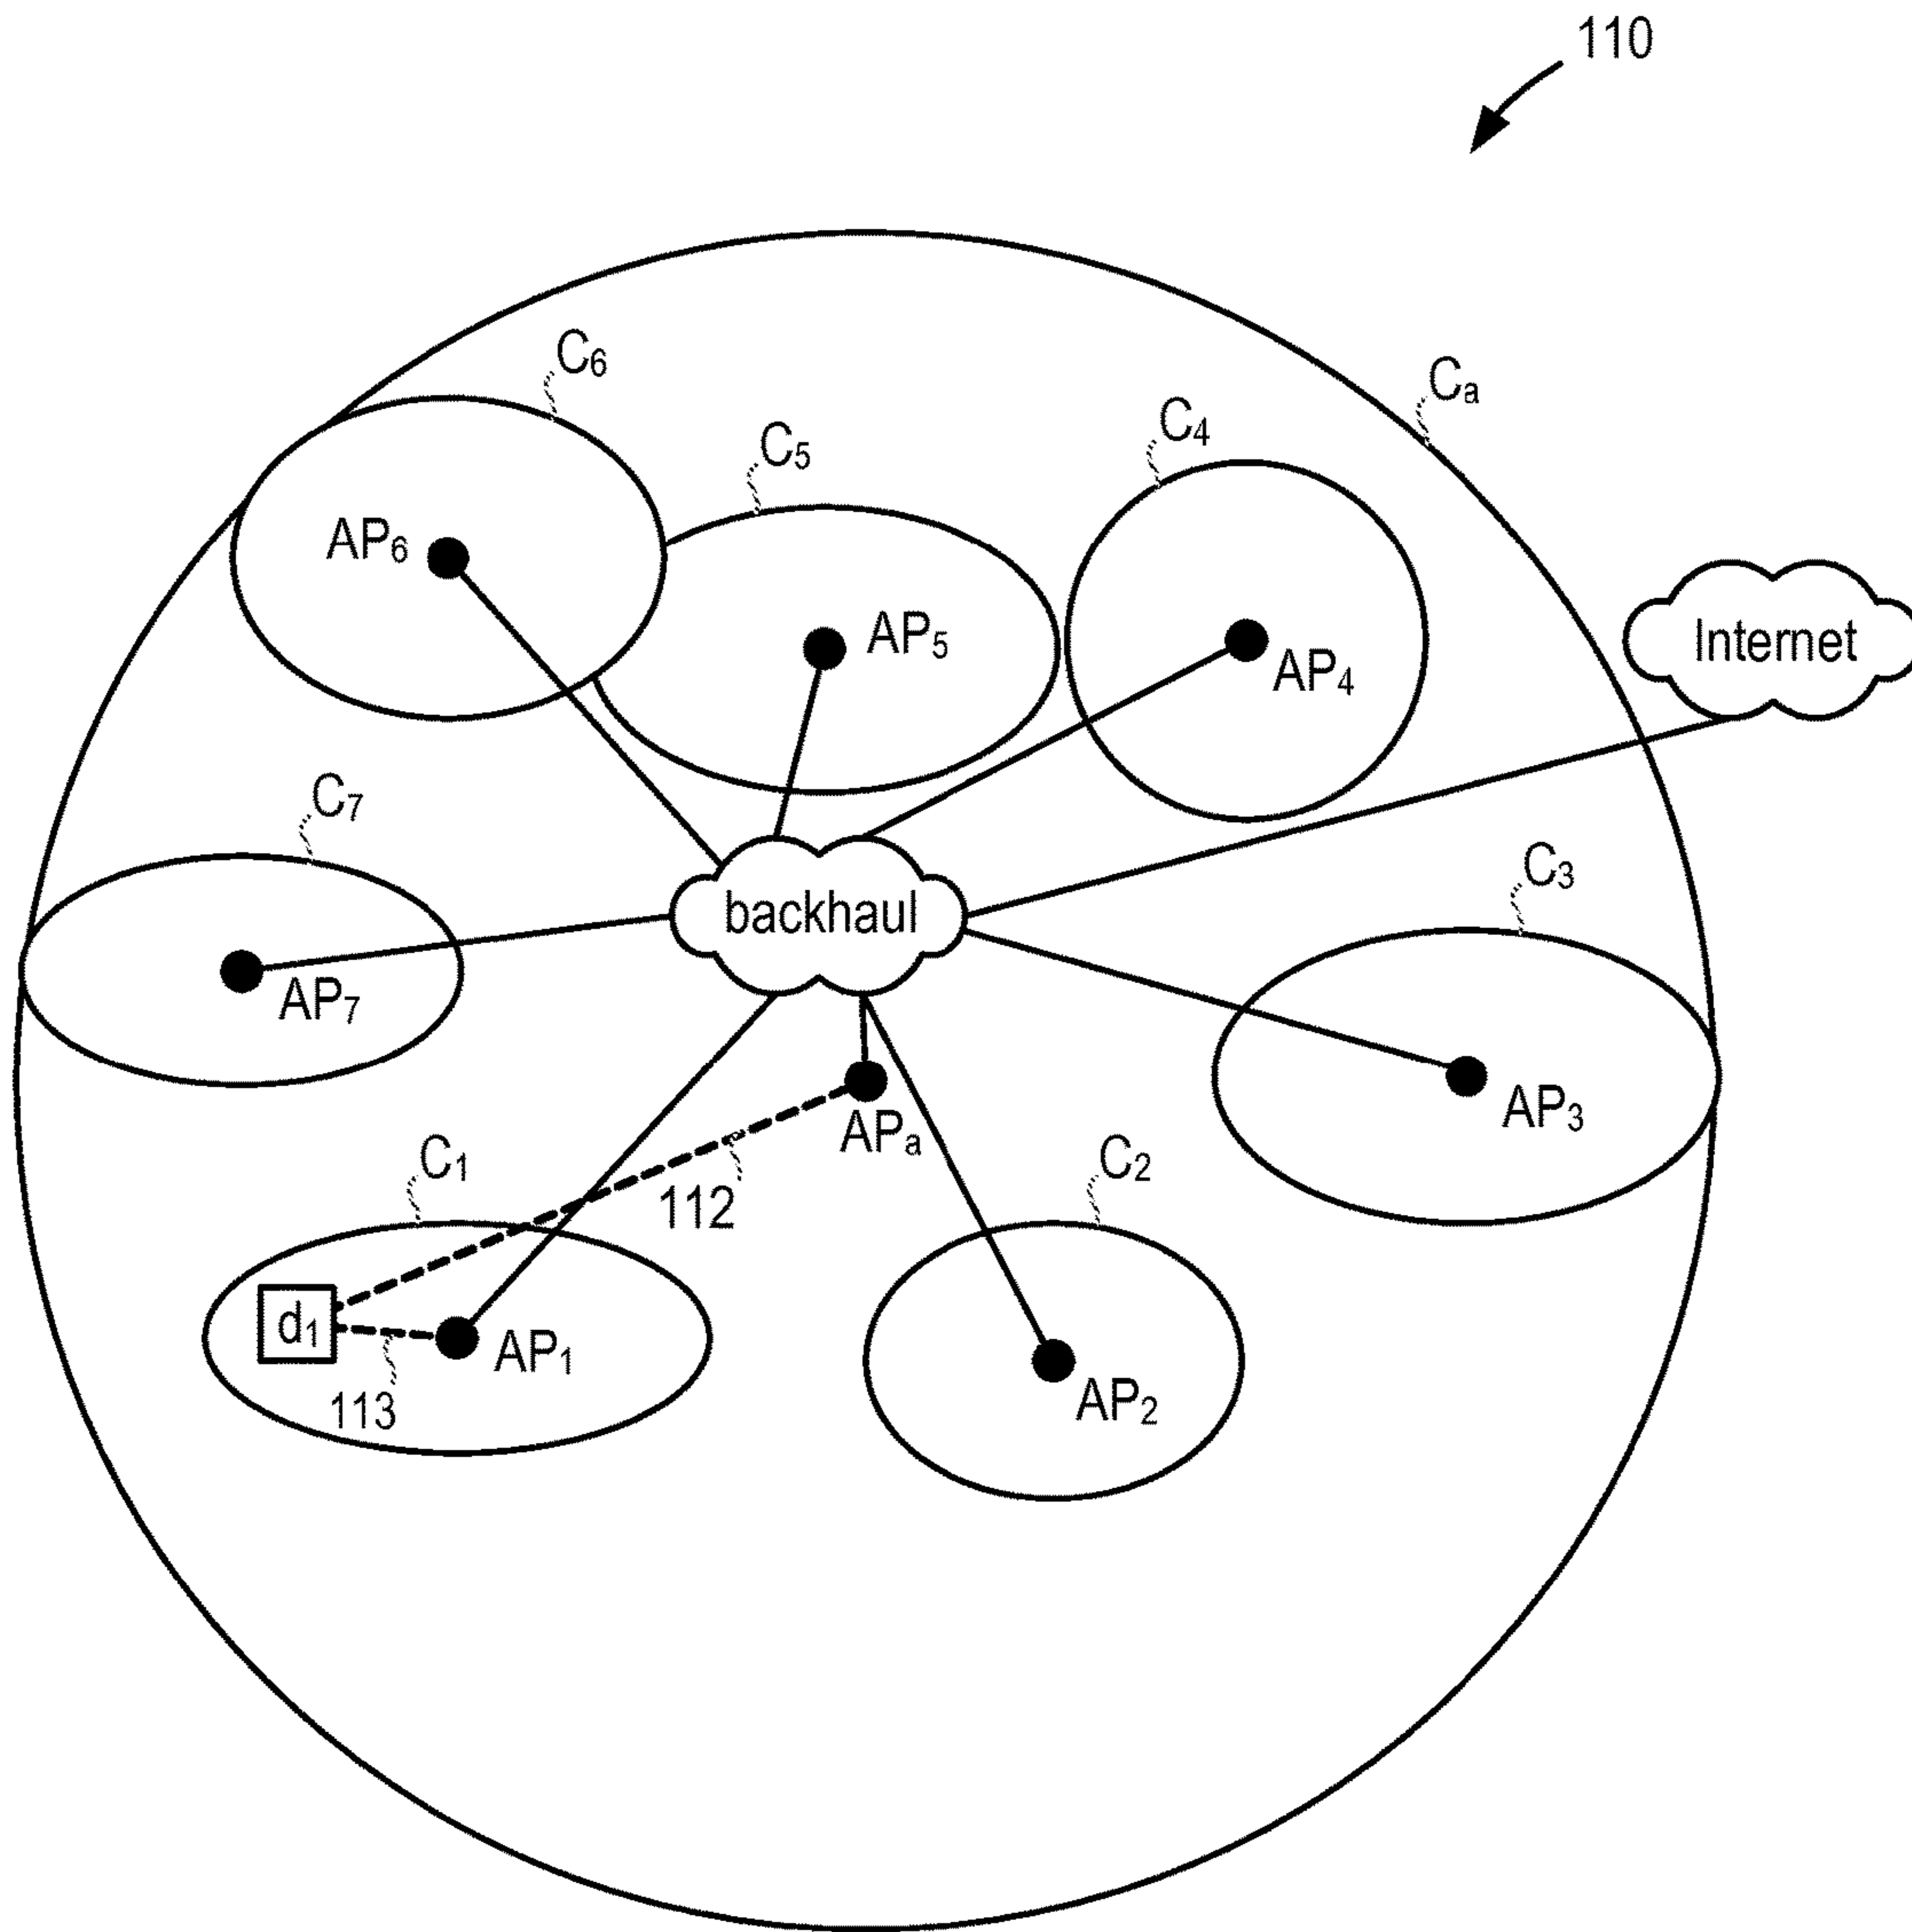 110
C₆
Cₐ
C₄
C₅
AP₆
AP₅
Internet
AP₄
C₇
C₃
backhaul
AP₇
AP₃
APₐ
C₁
C₂
112
d₁
AP₁
AP₂
113